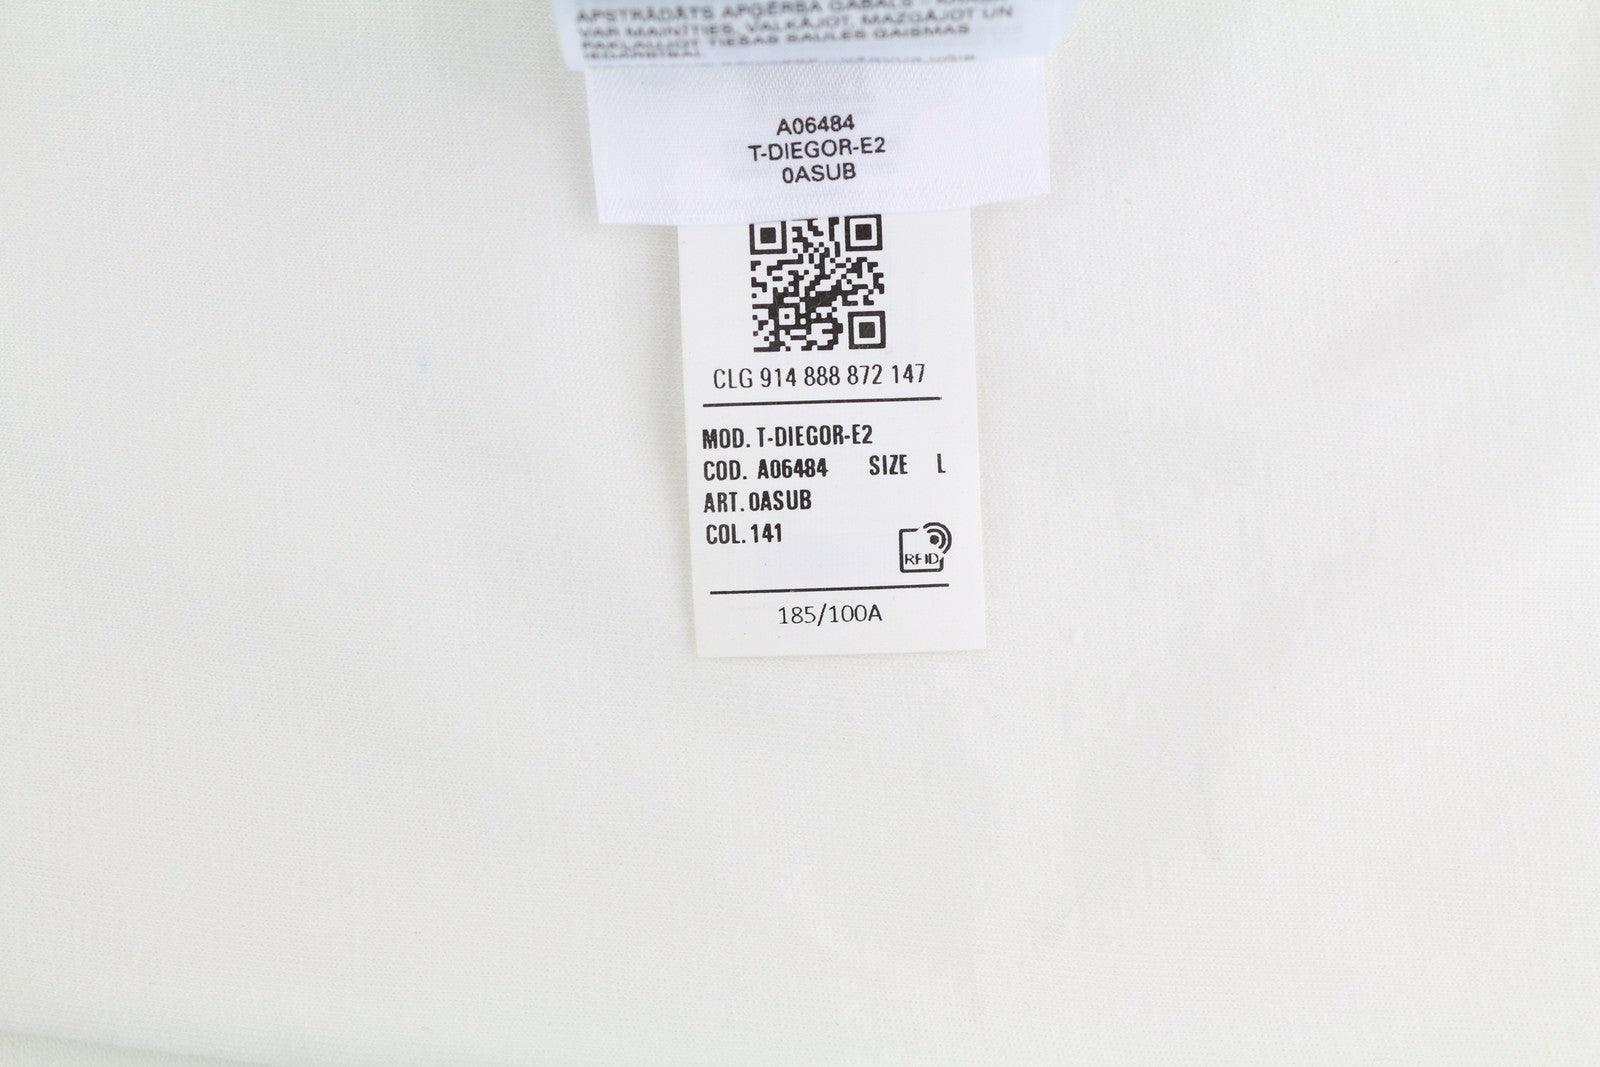 APSTRĀDĀTS APĢĒRBA GABALS -
VAR MAINĪTIES, VALKĀJOT, MAZGĀJOT UN
PAKĻAUJOT TIEŠAS SAULES GAISMAS
IEDARBĪBAI.
A06484
T-DIEGOR-E2
0ASUB
CLG 914 888 872 147
MOD. T-DIEGOR-E2
COD. A06484 SIZE L
ART. 0ASUB
COL. 141
RFID
185/100A